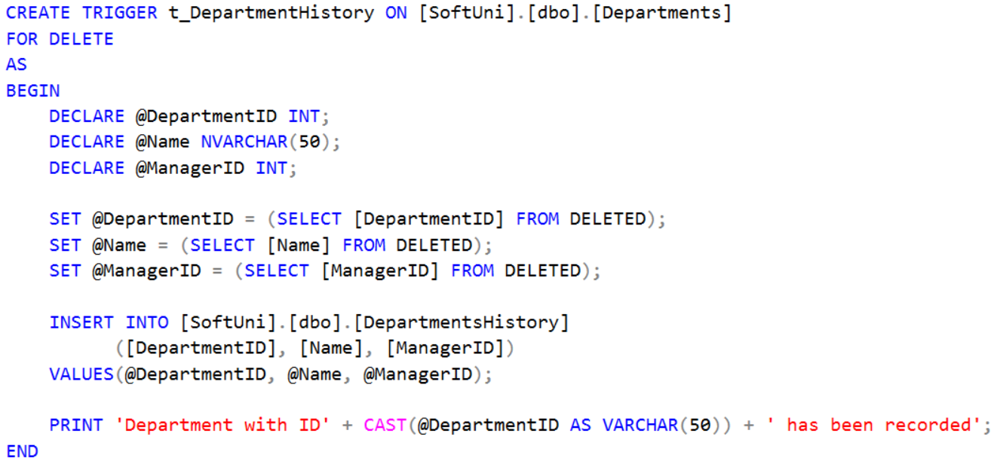 CREATE TRIGGER t_DepartmentHistory ON [SoftUni].[dbo].[Departments]
FOR DELETE
AS
BEGIN
    DECLARE @DepartmentID INT;
    DECLARE @Name NVARCHAR(50);
    DECLARE @ManagerID INT;

    SET @DepartmentID = (SELECT [DepartmentID] FROM DELETED);
    SET @Name = (SELECT [Name] FROM DELETED);
    SET @ManagerID = (SELECT [ManagerID] FROM DELETED);

    INSERT INTO [SoftUni].[dbo].[DepartmentsHistory]
          ([DepartmentID], [Name], [ManagerID])
    VALUES(@DepartmentID, @Name, @ManagerID);

    PRINT 'Department with ID' + CAST(@DepartmentID AS VARCHAR(50)) + ' has been recorded';
END